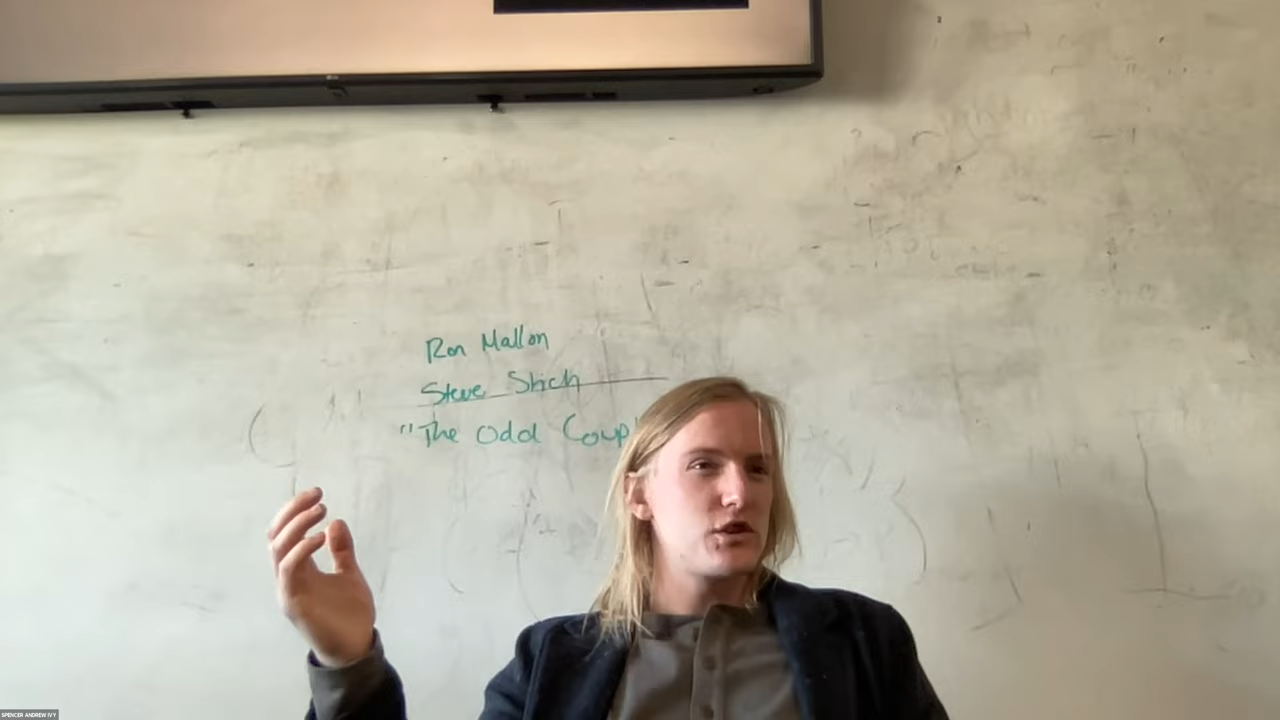 Ron Mallon
Steve Stich
"The Odd Coup
SPENCER ANDREW IVY